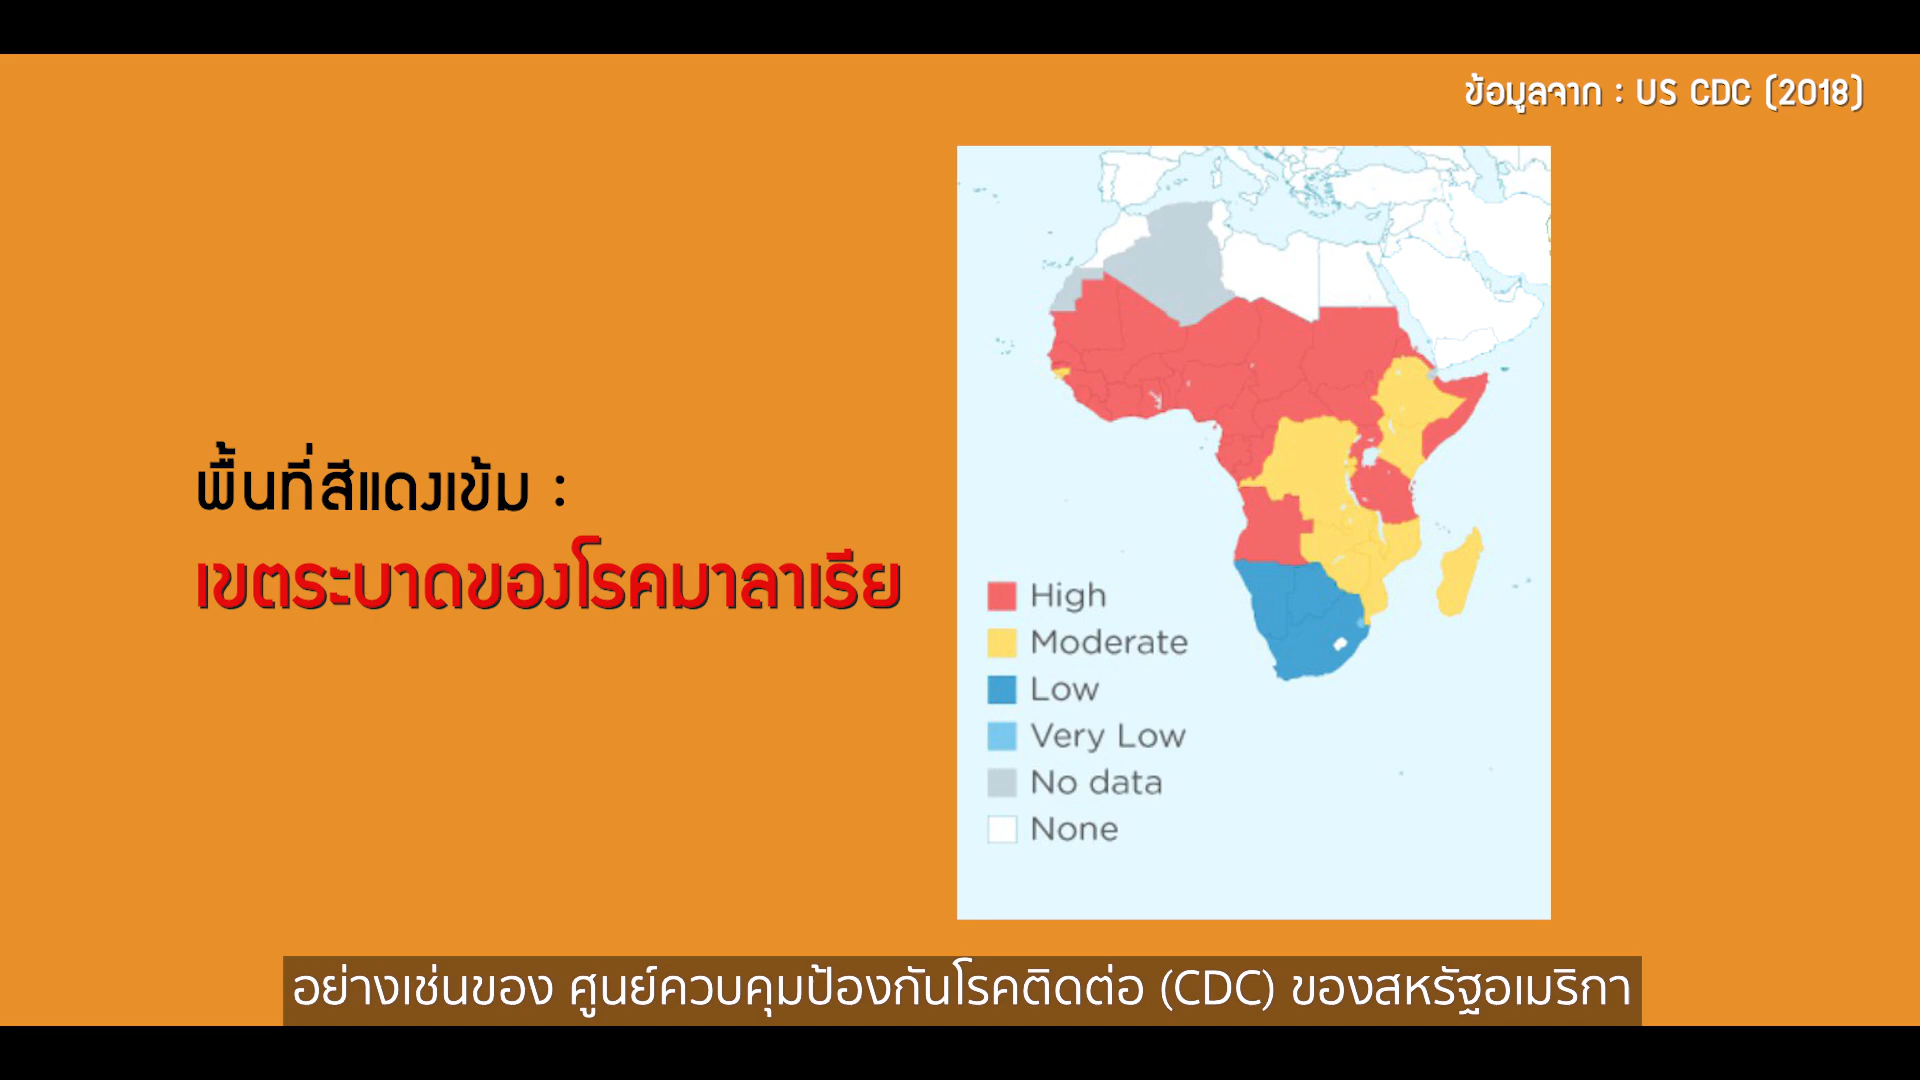 ข้อมูลจาก : US CDC (2018)
พื้นที่สีแดงเข้ม :
เขตระบาดของโรคมาลาเรีย
High
Moderate
Low
Very Low
No data
None
อย่างเช่นของ ศูนย์ควบคุมป้องกันโรคติดต่อ (CDC) ของสหรัฐอเมริกา